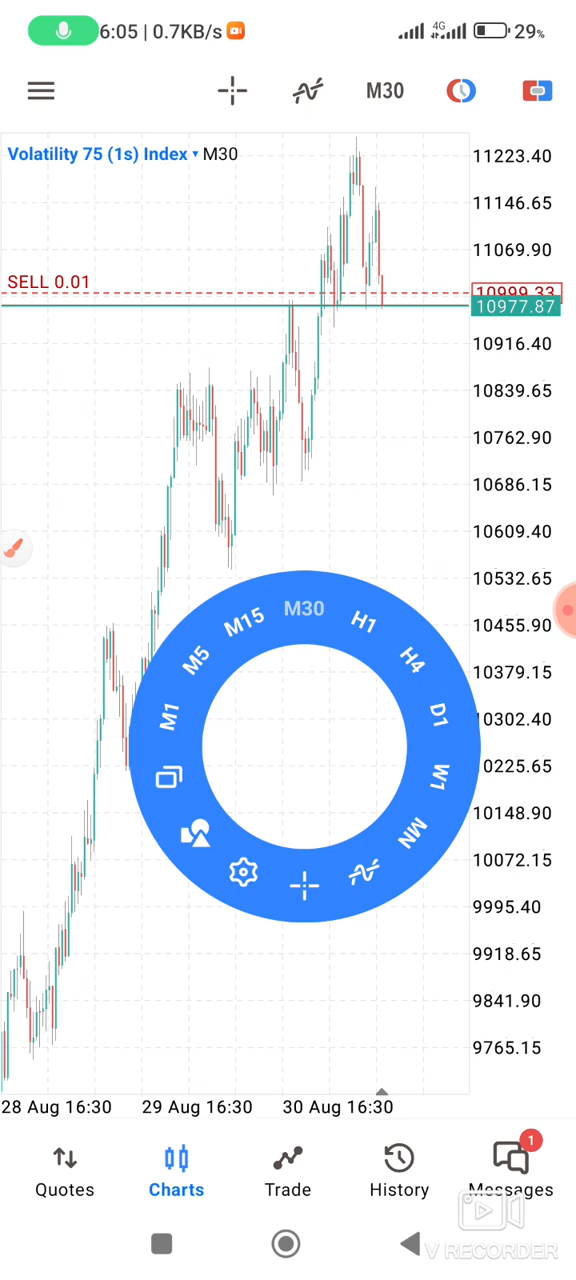 6:05 | 0.7KB/s 4G 29%
M30
Volatility 75 (1s) Index ▾ M30
11223.40
11146.65
11069.90
SELL 0.01
10999.33
10977.87
10916.40
10839.65
10762.90
10686.15
10609.40
10532.65
10455.90
10379.15
10302.40
10225.65
10148.90
10072.15
9995.40
9918.65
9841.90
9765.15
M1
M5
M15
M30
H1
H4
D1
W1
MN
28 Aug 16:30 29 Aug 16:30 30 Aug 16:30
1
Quotes Charts Trade History Messages
V RECORDER